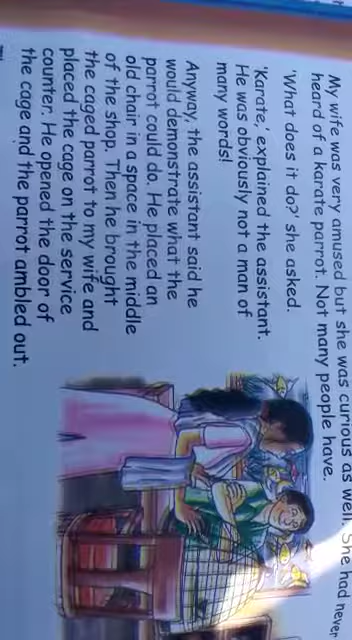 My wife was very amused but she was curious as well. She had never
heard of a karate parrot. Not many people have.
'What does it do?' she asked.
'Karate,' explained the assistant.
He was obviously not a man of
many words!
Anyway, the assistant said he
would demonstrate what the
parrot could do. He placed an
old chair in a space in the middle
of the shop. Then he brought
the caged parrot to my wife and
placed the cage on the service
counter. He opened the door of
the cage and the parrot ambled out.